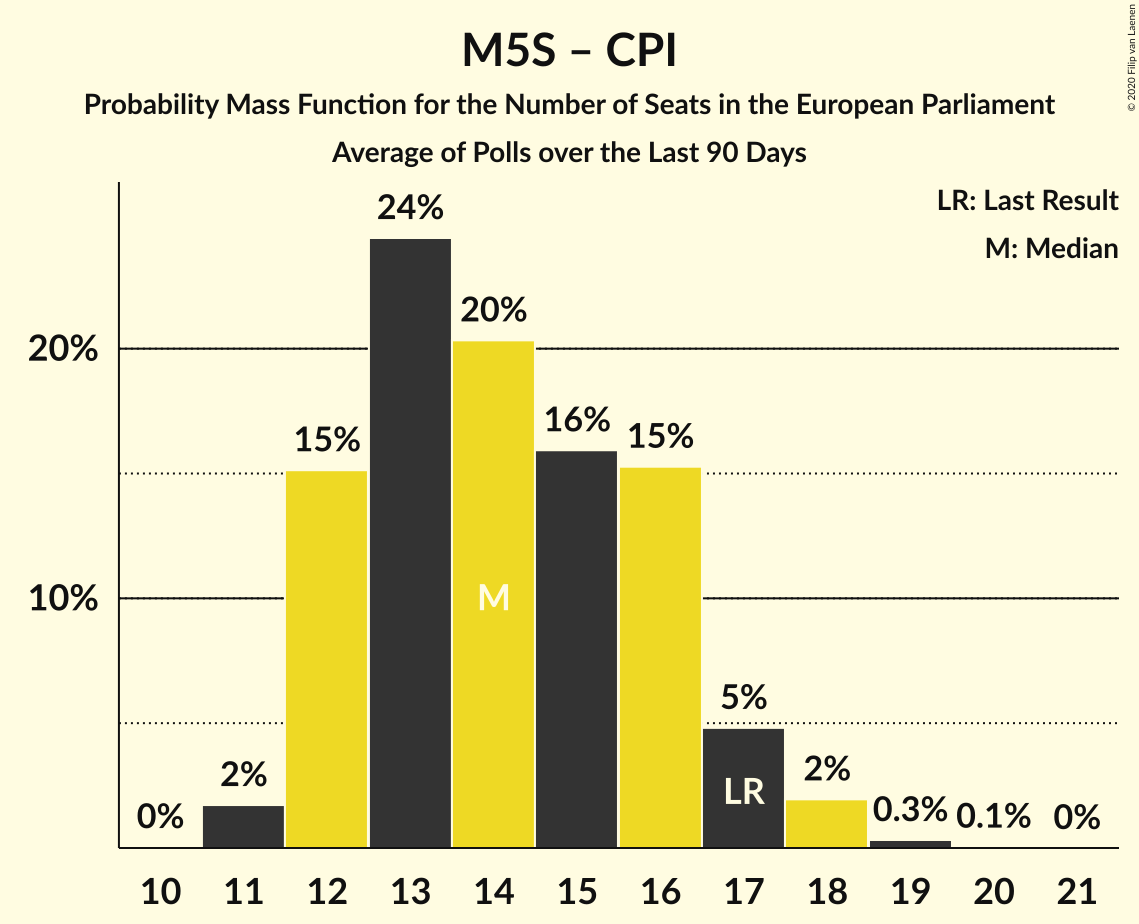 M5S – CPI
Probability Mass Function for the Number of Seats in the European Parliament
Average of Polls over the Last 90 Days
© 2020 Filip van Laenen
LR: Last Result
M: Median
24%
20%
20%
16%
15%
15%
10%
M
5%
LR
2%
2%
0%
0.3%
0.1%
0%
10 11 12 13 14 15 16 17 18 19 20 21